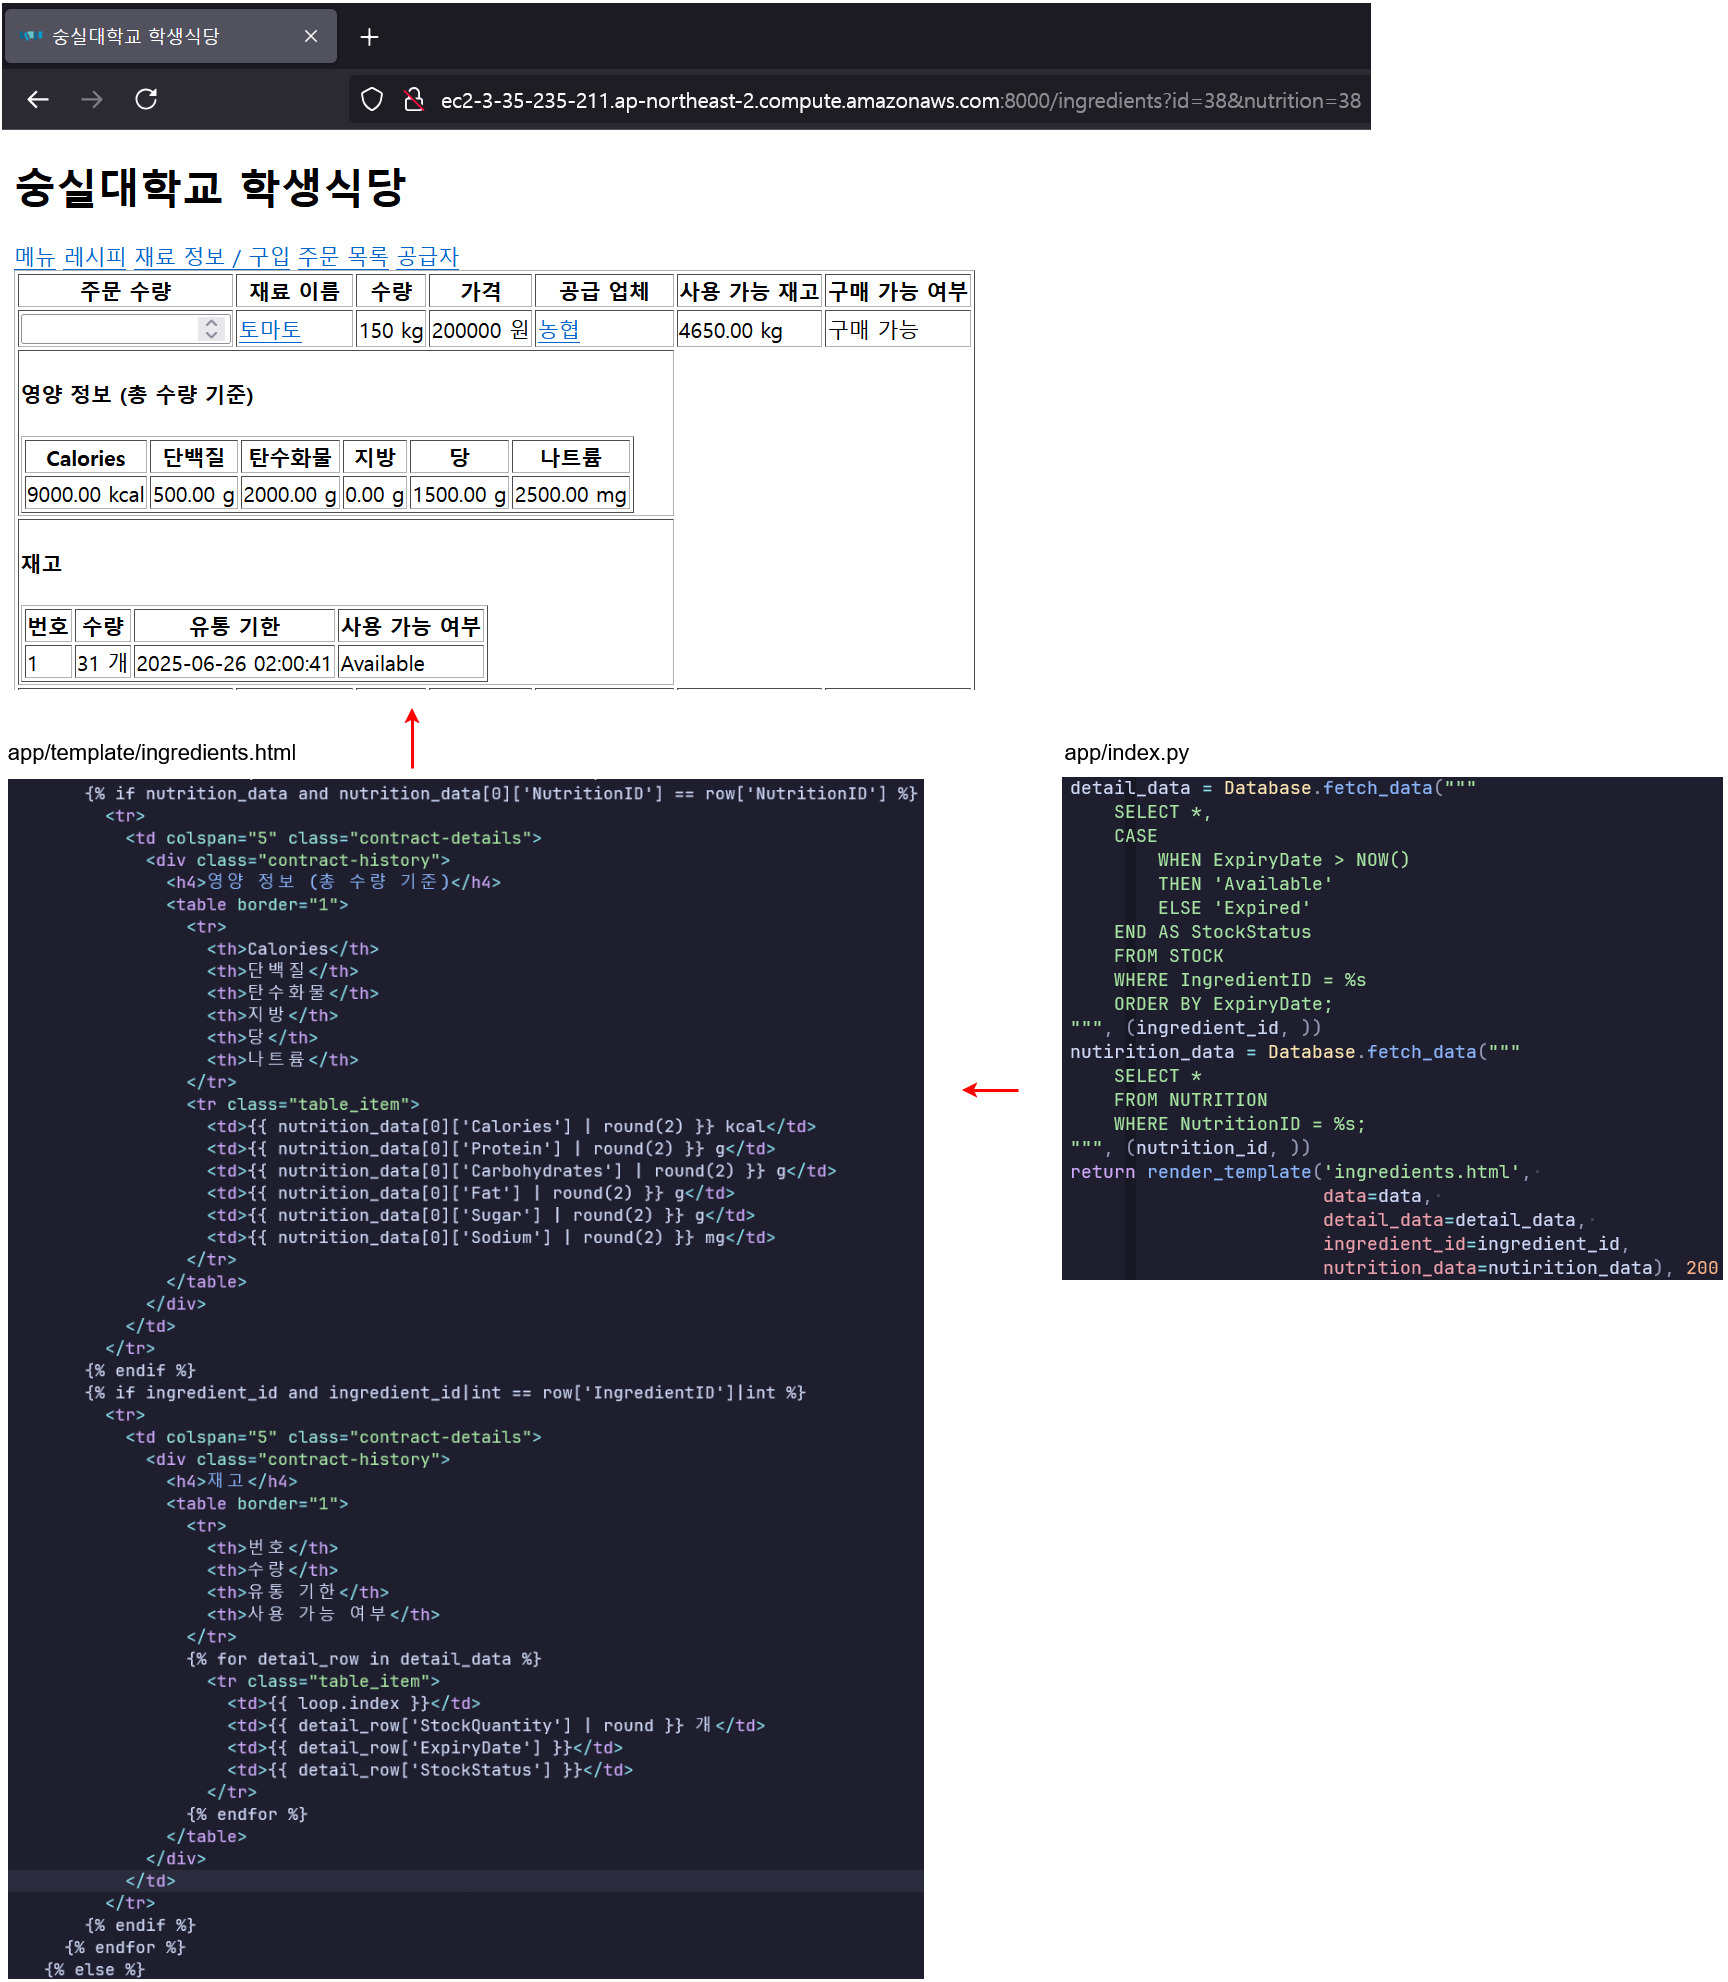 숭실대학교 학생식당
ec2-3-35-235-211.ap-northeast-2.compute.amazonaws.com:8000/ingredients?id=38&nutrition=38
숭실대학교 학생식당
메뉴 레시피 재료 정보 / 구입 주문 목록 공급자
주문 수량 재료 이름 수량 가격 공급 업체 사용 가능 재고 구매 가능 여부
토마토 150 kg 200000 원 농협 4650.00 kg 구매 가능
영양 정보 (총 수량 기준)
Calories 단백질 탄수화물 지방 당 나트륨
9000.00 kcal 500.00 g 2000.00 g 0.00 g 1500.00 g 2500.00 mg
재고
번호 수량 유통 기한 사용 가능 여부
1 31 개 2025-06-26 02:00:41 Available
app/template/ingredients.html
{% if nutrition_data and nutrition_data[0]['NutritionID'] == row['NutritionID'] %}
<tr>
<td colspan="5" class="contract-details">
<div class="contract-history">
<h4>영양 정보 (총 수량 기준)</h4>
<table border="1">
<tr>
<th>Calories</th>
<th>단백질</th>
<th>탄수화물</th>
<th>지방</th>
<th>당</th>
<th>나트륨</th>
</tr>
<tr class="table_item">
<td>{{ nutrition_data[0]['Calories'] | round(2) }} kcal</td>
<td>{{ nutrition_data[0]['Protein'] | round(2) }} g</td>
<td>{{ nutrition_data[0]['Carbohydrates'] | round(2) }} g</td>
<td>{{ nutrition_data[0]['Fat'] | round(2) }} g</td>
<td>{{ nutrition_data[0]['Sugar'] | round(2) }} g</td>
<td>{{ nutrition_data[0]['Sodium'] | round(2) }} mg</td>
</tr>
</table>
</div>
</td>
</tr>
{% endif %}
{% if ingredient_id and ingredient_id|int == row['IngredientID']|int %}
<tr>
<td colspan="5" class="contract-details">
<div class="contract-history">
<h4>재고</h4>
<table border="1">
<tr>
<th>번호</th>
<th>수량</th>
<th>유통 기한</th>
<th>사용 가능 여부</th>
</tr>
{% for detail_row in detail_data %}
<tr class="table_item">
<td>{{ loop.index }}</td>
<td>{{ detail_row['StockQuantity'] | round }} 개</td>
<td>{{ detail_row['ExpiryDate'] }}</td>
<td>{{ detail_row['StockStatus'] }}</td>
</tr>
{% endfor %}
</table>
</div>
</td>
</tr>
{% endif %}
{% endfor %}
{% else %}
app/index.py
detail_data = Database.fetch_data("""
SELECT *,
CASE
WHEN ExpiryDate > NOW()
THEN 'Available'
ELSE 'Expired'
END AS StockStatus
FROM STOCK
WHERE IngredientID = %s
ORDER BY ExpiryDate;
""", (ingredient_id, ))
nutirition_data = Database.fetch_data("""
SELECT *
FROM NUTRITION
WHERE NutritionID = %s;
""", (nutrition_id, ))
return render_template('ingredients.html',
data=data,
detail_data=detail_data,
ingredient_id=ingredient_id,
nutrition_data=nutirition_data), 200